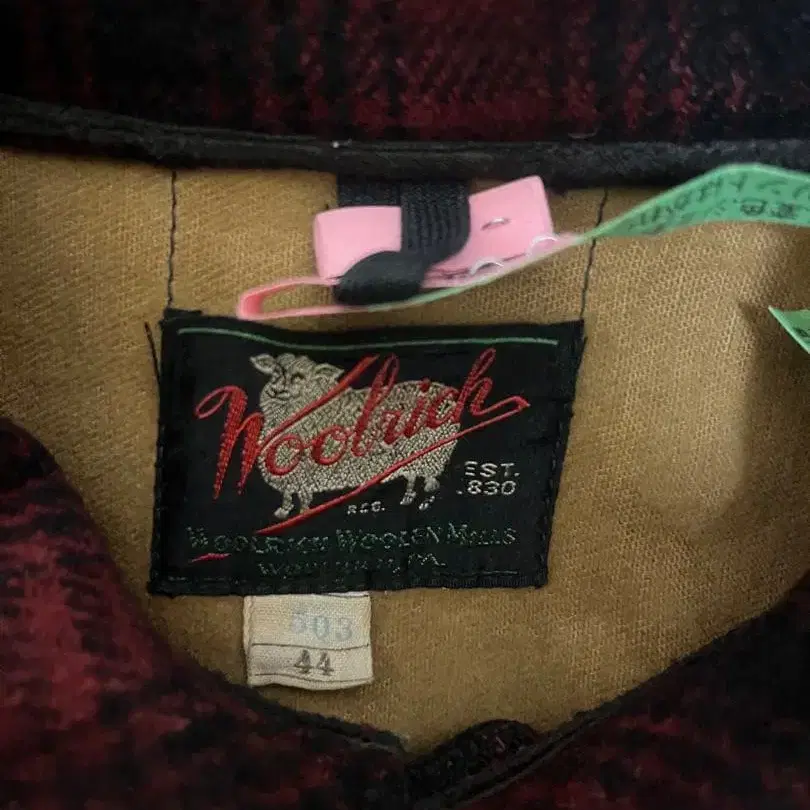 Woolrich
EST.
1830
REG.
WOOLRICH WOOLEN MILLS
WOOLRICH, PA.
503
44